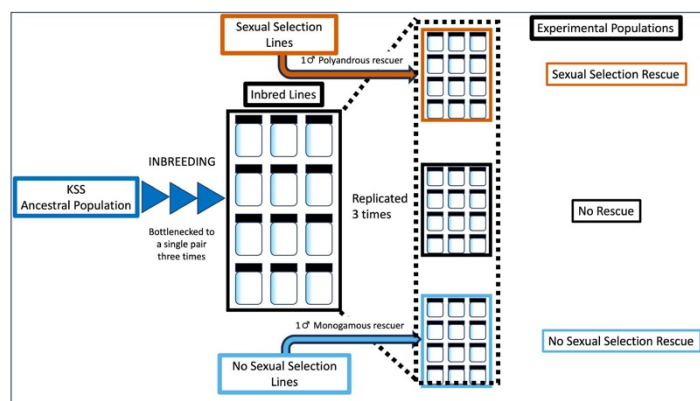 Sexual Selection
Lines
Experimental Populations
1♂ Polyandrous rescuer
Sexual Selection Rescue
Inbred Lines
INBREEDING
KSS
Ancestral Population
Replicated
3 times
No Rescue
Bottlenecked to
a single pair
three times
1♂ Monogamous rescuer
No Sexual Selection Rescue
No Sexual Selection
Lines